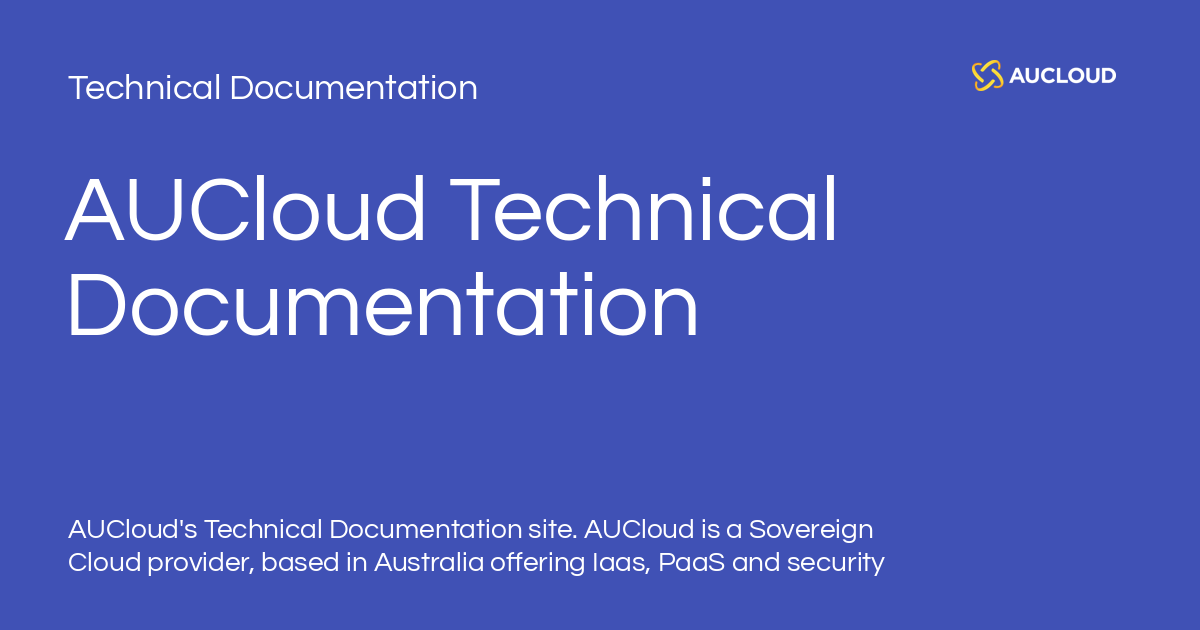 Technical Documentation
AUCLOUD
AUCloud Technical
Documentation
AUCloud's Technical Documentation site. AUCloud is a Sovereign
Cloud provider, based in Australia offering Iaas, PaaS and security